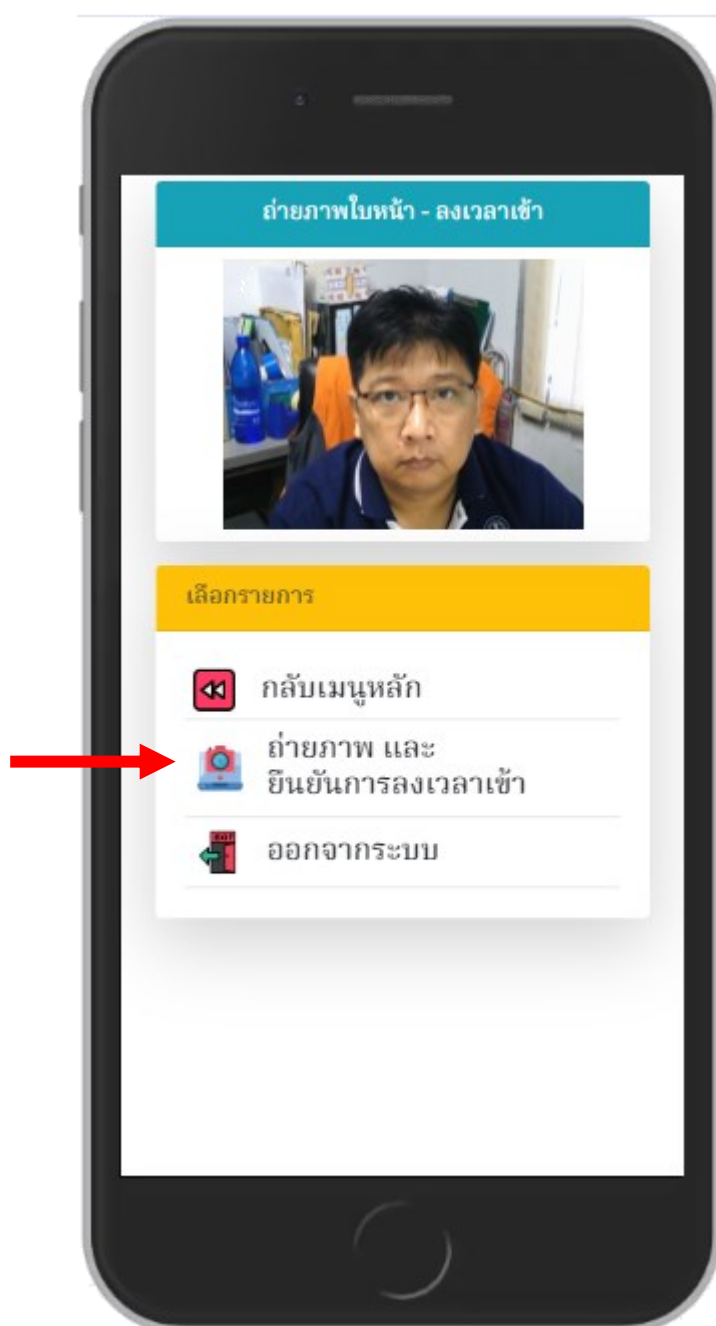 ถ่ายภาพใบหน้า - ลงเวลาเข้า
เลือกรายการ
กลับเมนูหลัก
ถ่ายภาพ และ
ยืนยันการลงเวลาเข้า
ออกจากระบบ